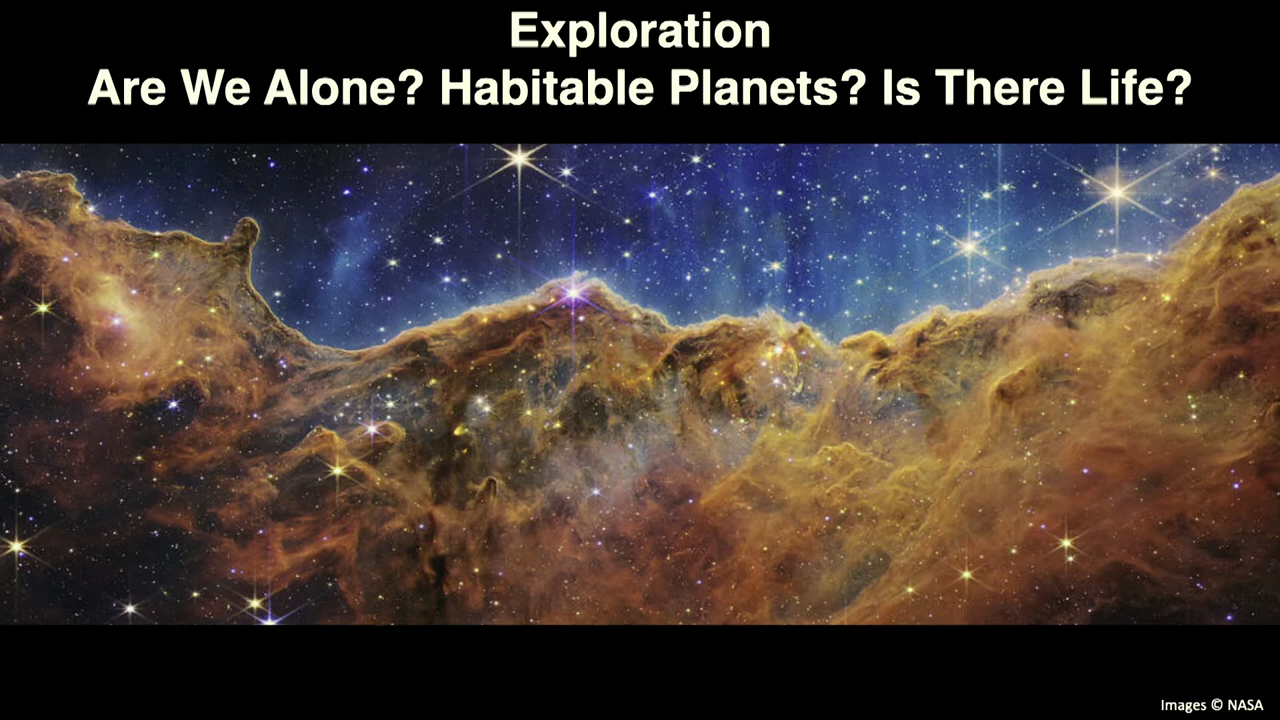 Exploration
Are We Alone? Habitable Planets? Is There Life?
Images © NASA